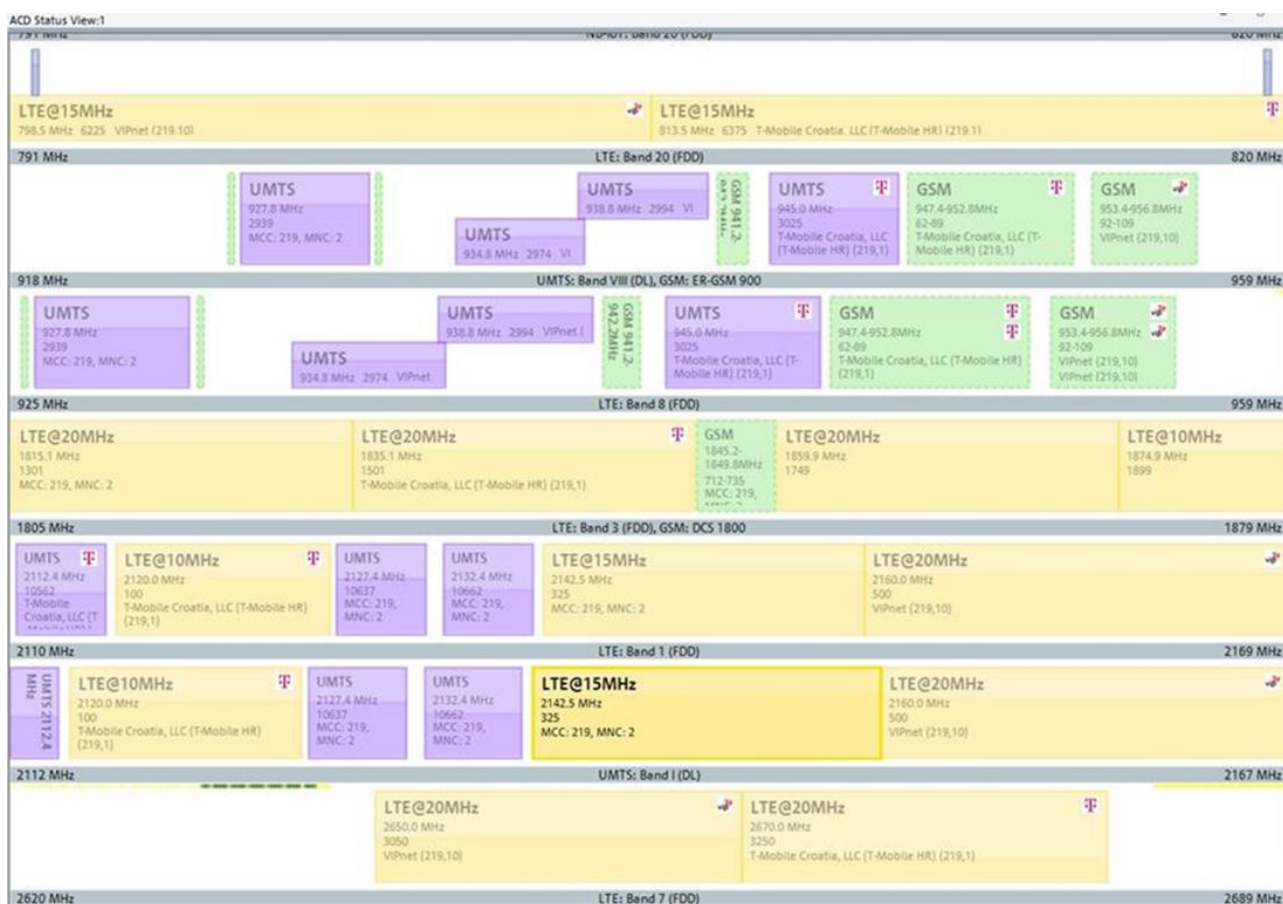 ACD Status View:1
791 MHz NB-IoT: Band 20 (FDD) 820 MHz
LTE@15MHz
798.5 MHz 6225 VIPnet (219,10)
LTE@15MHz
813.5 MHz 6375 T-Mobile Croatia, LLC (T-Mobile HR) (219,1)
791 MHz LTE: Band 20 (FDD) 820 MHz
UMTS
927.8 MHz
2939
MCC: 219, MNC: 2
UMTS
934.8 MHz 2974 VI
UMTS
938.8 MHz 2994 VI
GSM 941.2-
UMTS
945.0 MHz
3025
T-Mobile Croatia, LLC
(T-Mobile HR) (219,1)
GSM
947.4-952.8MHz
62-89
T-Mobile Croatia, LLC (T-
Mobile HR) (219,1)
GSM
953.4-956.8MHz
92-109
VIPnet (219,10)
918 MHz UMTS: Band VIII (DL), GSM: ER-GSM 900 959 MHz
UMTS
927.8 MHz
2939
MCC: 219, MNC: 2
UMTS
934.8 MHz 2974 VIPnet
UMTS
938.8 MHz 2994 VIPnet (
GSM 941.2-
942.2MHz
UMTS
945.0 MHz
3025
T-Mobile Croatia, LLC (T-
Mobile HR) (219,1)
GSM
947.4-952.8MHz
62-89
T-Mobile Croatia, LLC (T-Mobile HR)
(219,1)
GSM
953.4-956.8MHz
92-109
VIPnet (219,10)
VIPnet (219,10)
925 MHz LTE: Band 8 (FDD) 959 MHz
LTE@20MHz
1815.1 MHz
1301
MCC: 219, MNC: 2
LTE@20MHz
1835.1 MHz
1501
T-Mobile Croatia, LLC (T-Mobile HR) (219,1)
GSM
1845.2-
1849.8MHz
712-735
MCC: 219,
MNC: 2
LTE@20MHz
1859.9 MHz
1749
LTE@10MHz
1874.9 MHz
1899
1805 MHz LTE: Band 3 (FDD), GSM: DCS 1800 1879 MHz
UMTS
2112.4 MHz
10562
T-Mobile
Croatia, LLC (T
LTE@10MHz
2120.0 MHz
100
T-Mobile Croatia, LLC (T-Mobile HR)
(219,1)
UMTS
2127.4 MHz
10637
MCC: 219,
MNC: 2
UMTS
2132.4 MHz
10662
MCC: 219,
MNC: 2
LTE@15MHz
2142.5 MHz
325
MCC: 219, MNC: 2
LTE@20MHz
2160.0 MHz
500
VIPnet (219,10)
2110 MHz LTE: Band 1 (FDD) 2169 MHz
UMTS 2112.4
MHz
LTE@10MHz
2120.0 MHz
100
T-Mobile Croatia, LLC (T-Mobile HR)
(219,1)
UMTS
2127.4 MHz
10637
MCC: 219,
MNC: 2
UMTS
2132.4 MHz
10662
MCC: 219,
MNC: 2
LTE@15MHz
2142.5 MHz
325
MCC: 219, MNC: 2
LTE@20MHz
2160.0 MHz
500
VIPnet (219,10)
2112 MHz UMTS: Band I (DL) 2167 MHz
LTE@20MHz
2650.0 MHz
3050
VIPnet (219,10)
LTE@20MHz
2670.0 MHz
3250
T-Mobile Croatia, LLC (T-Mobile HR) (219,1)
2620 MHz LTE: Band 7 (FDD) 2689 MHz